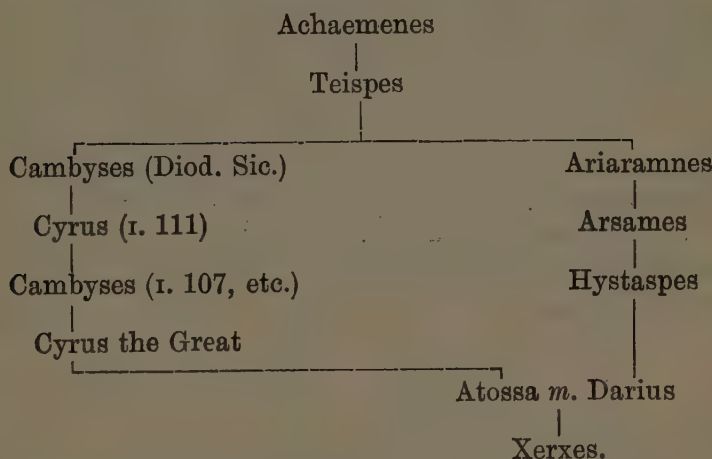 Achaemenes
Teispes
Cambyses (Diod. Sic.) Ariaramnes
Cyrus (I. 111) Arsames
Cambyses (I. 107, etc.) Hystaspes
Cyrus the Great
Atossa m. Darius
Xerxes.